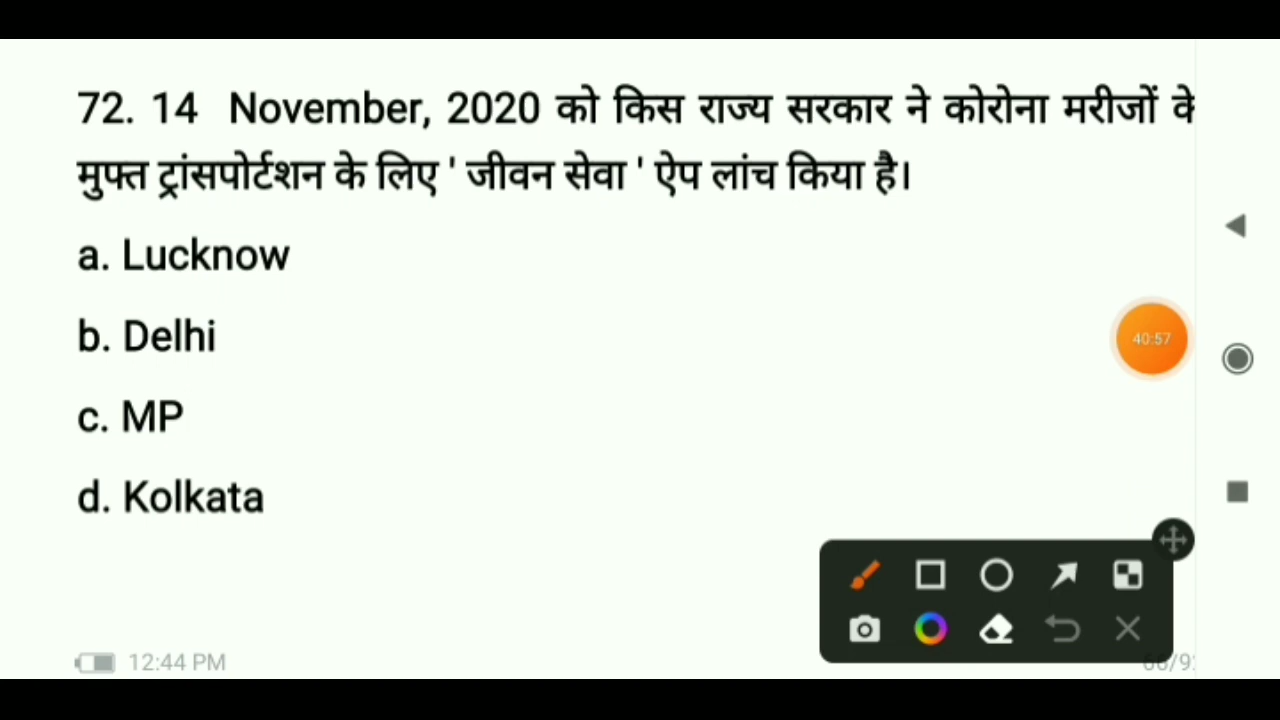 72. 14 November, 2020 को किस राज्य सरकार ने कोरोना मरीजों के
मुफ्त ट्रांसपोर्टेशन के लिए ' जीवन सेवा ' ऐप लांच किया है।
a. Lucknow
b. Delhi
40:57
c. MP
d. Kolkata
12:44 PM